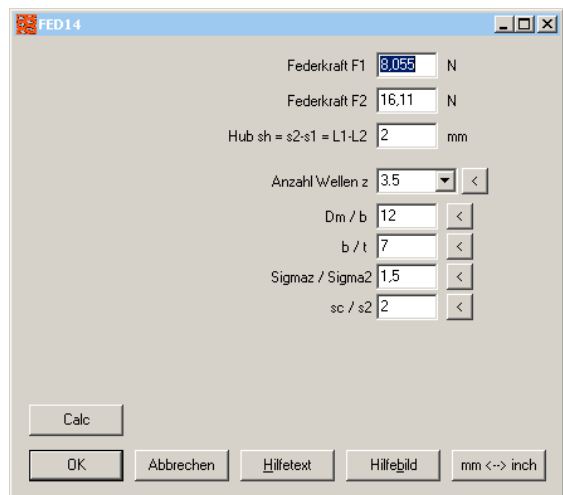 FED14
Federkraft F1 8,055 N
Federkraft F2 16,11 N
Hub sh = s2-s1 = L1-L2 2 mm
Anzahl Wellen z 3.5 <
Dm / b 12 <
b / t 7 <
Sigmaz / Sigma2 1,5 <
sc / s2 2 <
Calc
OK Abbrechen Hilfetext Hilfebild mm <--> inch